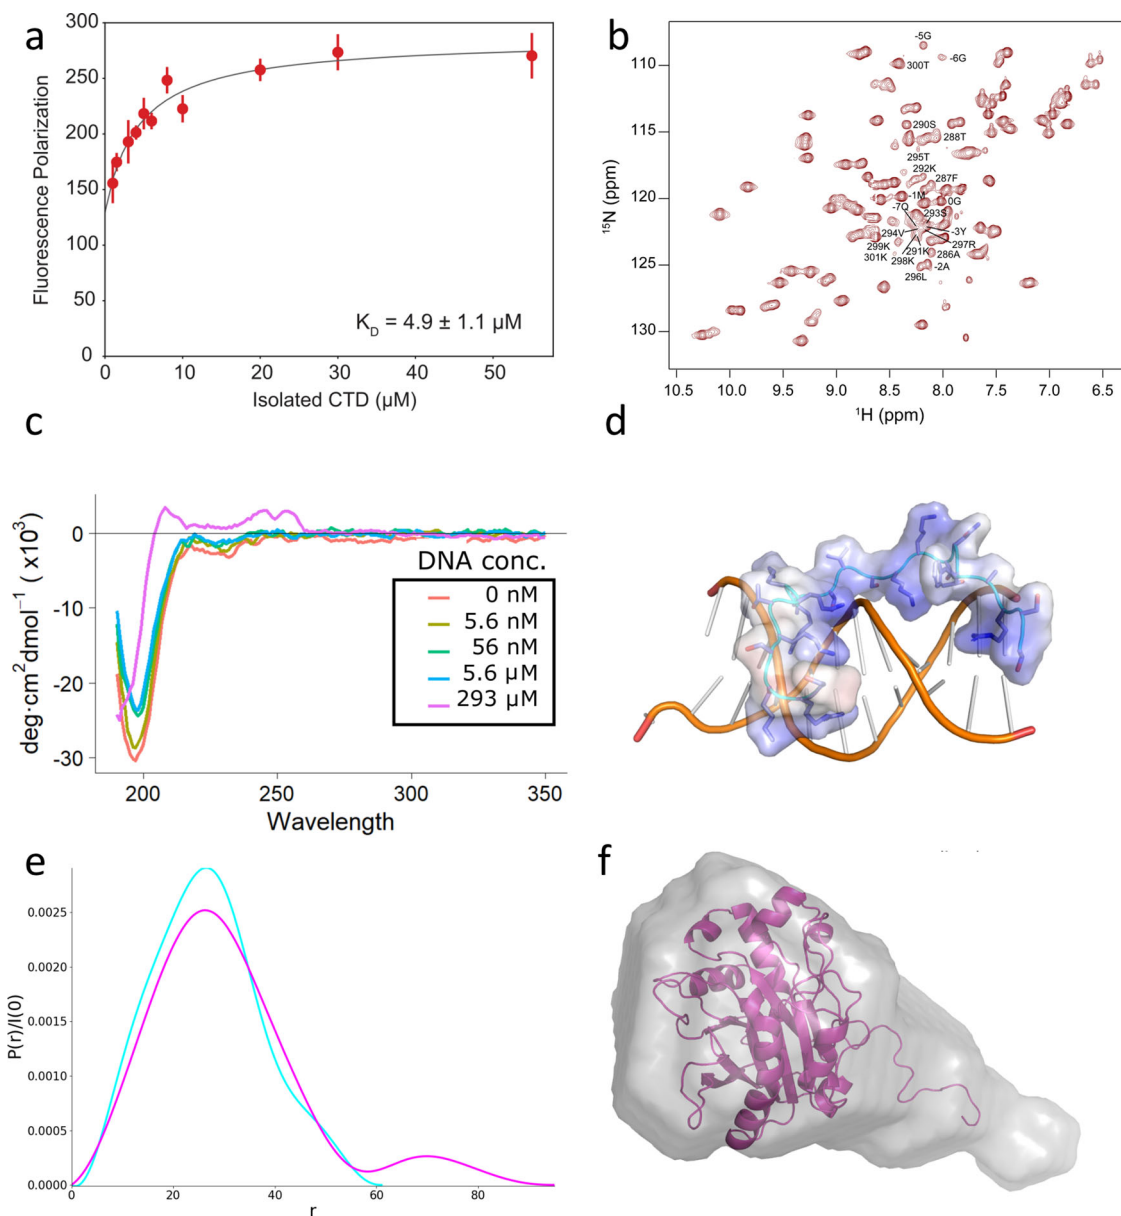 a
Fluorescence Polarization
300
250
200
150
100
50
0
0
10
20
30
40
50
Isolated CTD (μM)
K_D = 4.9 ± 1.1 μM
b
¹⁵N (ppm)
110
115
120
125
130
10.5
10.0
9.5
9.0
8.5
8.0
7.5
7.0
6.5
¹H (ppm)
-5G
-6G
300T
290S
288T
295T
292K
287F
-1M
0G
-7Q
293S
294V
-3Y
299K
291K
297R
301K
298K
286A
296L
-2A
c
deg·cm² dmol⁻¹ ( x10³)
0
-10
-20
-30
200
250
300
350
Wavelength
DNA conc.
0 nM
5.6 nM
56 nM
5.6 μM
293 μM
d
e
P(r)/I(0)
0.0025
0.0020
0.0015
0.0010
0.0005
0.0000
0
20
40
60
80
r
f